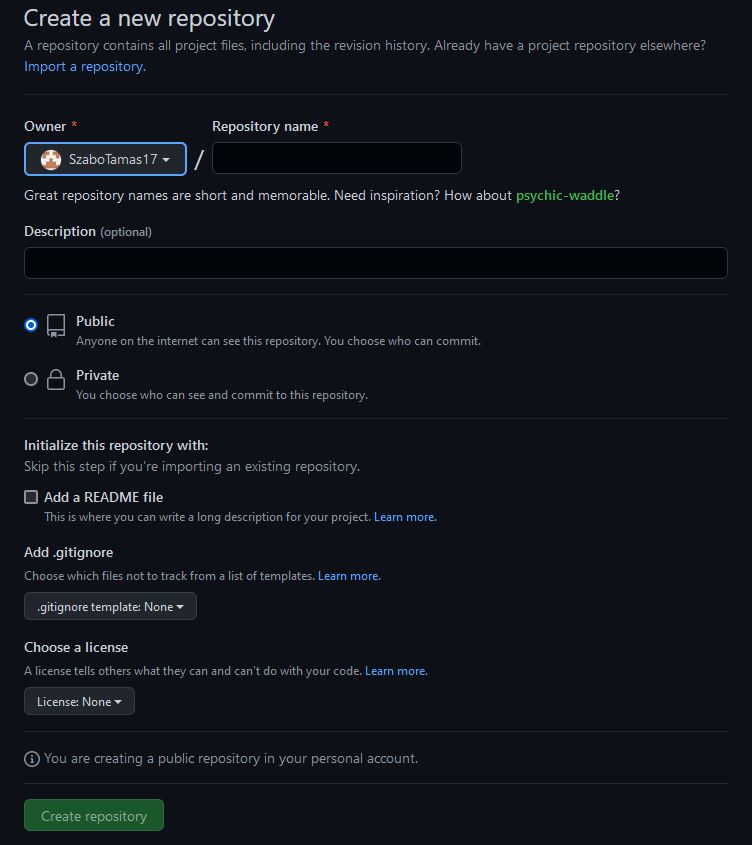 Create a new repository
A repository contains all project files, including the revision history. Already have a project repository elsewhere?
Import a repository.
Owner * Repository name *
SzaboTamas17 /
Great repository names are short and memorable. Need inspiration? How about psychic-waddle?
Description (optional)
Public
Anyone on the internet can see this repository. You choose who can commit.
Private
You choose who can see and commit to this repository.
Initialize this repository with:
Skip this step if you're importing an existing repository.
Add a README file
This is where you can write a long description for your project. Learn more.
Add .gitignore
Choose which files not to track from a list of templates. Learn more.
.gitignore template: None
Choose a license
A license tells others what they can and can't do with your code. Learn more.
License: None
You are creating a public repository in your personal account.
Create repository